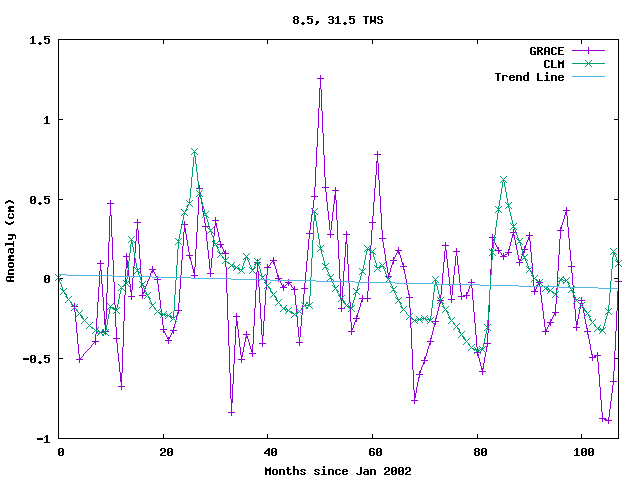 8.5, 31.5 TWS
1.5
1
0.5
0
-0.5
-1
Anomaly (cm)
GRACE
CLM
Trend Line
0 20 40 60 80 100
Months since Jan 2002